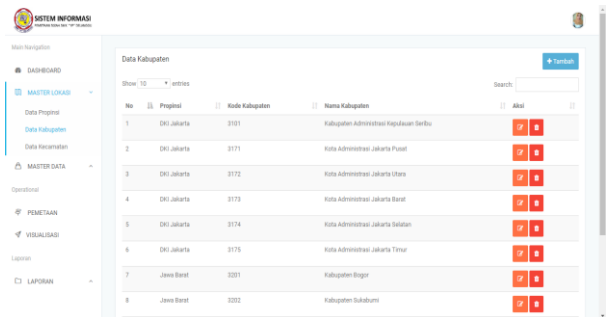 SISTEM INFORMASI
Main Navigation
DASHBOARD
MASTER LOKASI
Data Propinsi
Data Kabupaten
Data Kecamatan
MASTER DATA
Operational
PEMETAAN
VISUALISASI
Laporan
LAPORAN
Data Kabupaten
+ Tambah
Show 10 entries
Search:
No Propinsi Kode Kabupaten Nama Kabupaten Aksi
1 DKI Jakarta 3101 Kabupaten Administrasi Kepulauan Seribu
2 DKI Jakarta 3171 Kota Administrasi Jakarta Pusat
3 DKI Jakarta 3172 Kota Administrasi Jakarta Utara
4 DKI Jakarta 3173 Kota Administrasi Jakarta Barat
5 DKI Jakarta 3174 Kota Administrasi Jakarta Selatan
6 DKI Jakarta 3175 Kota Administrasi Jakarta Timur
7 Jawa Barat 3201 Kabupaten Bogor
8 Jawa Barat 3202 Kabupaten Sukabumi